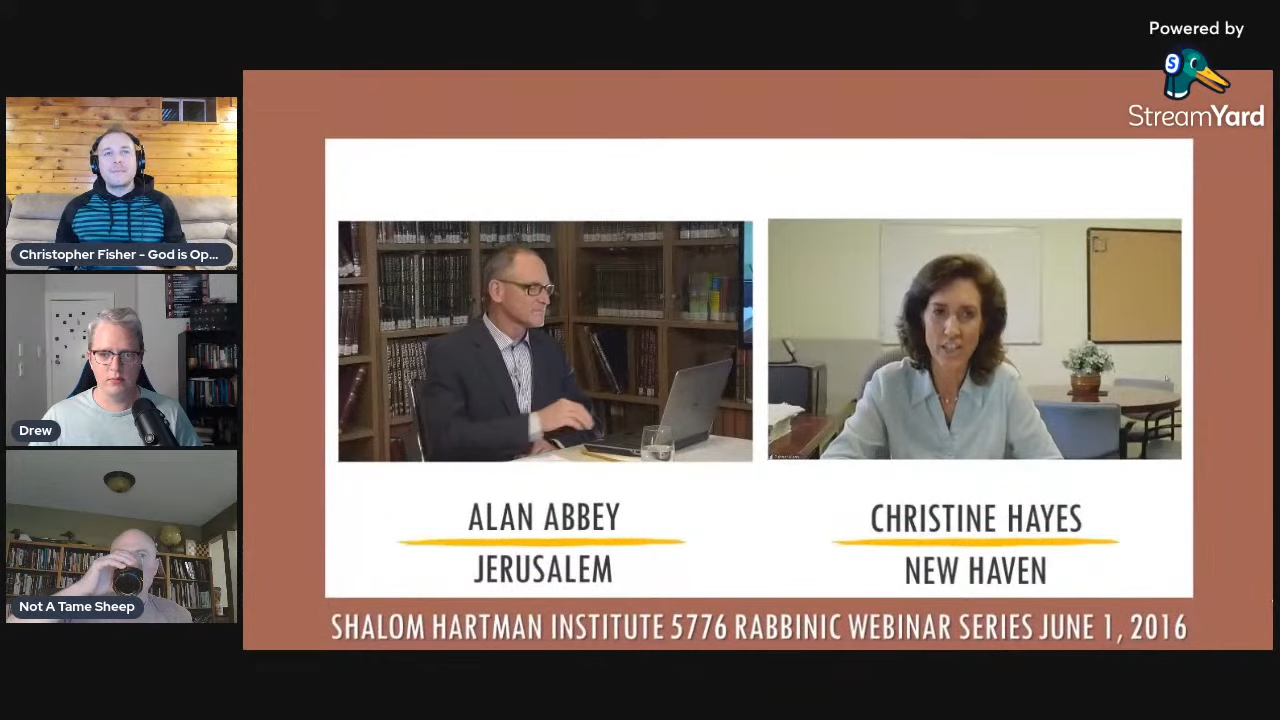 Powered by
StreamYard
Christopher Fisher - God is Op...
Drew
Not A Tame Sheep
ALAN ABBEY
JERUSALEM
CHRISTINE HAYES
NEW HAVEN
SHALOM HARTMAN INSTITUTE 5776 RABBINIC WEBINAR SERIES JUNE 1, 2016